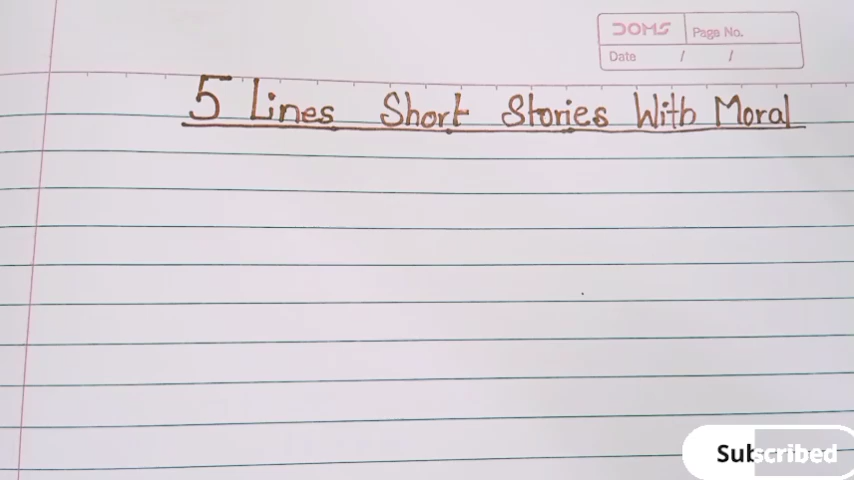 DOMS Page No.
Date / /
5 Lines Short Stories With Moral
Subscribed